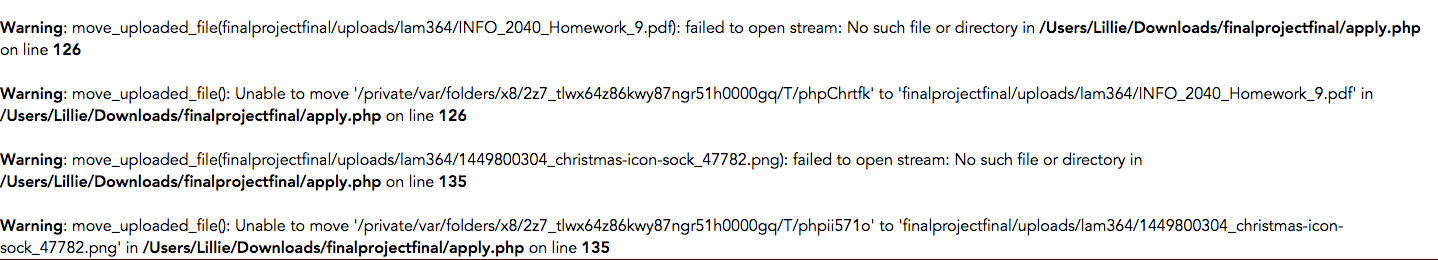 Warning: move_uploaded_file(finalprojectfinal/uploads/lam364/INFO_2040_Homework_9.pdf): failed to open stream: No such file or directory in /Users/Lillie/Downloads/finalprojectfinal/apply.php
on line 126
Warning: move_uploaded_file(): Unable to move '/private/var/folders/x8/2z7_tlwx64z86kwy87ngr51h0000gq/T/phpChrtfk' to 'finalprojectfinal/uploads/lam364/INFO_2040_Homework_9.pdf' in
/Users/Lillie/Downloads/finalprojectfinal/apply.php on line 126
Warning: move_uploaded_file(finalprojectfinal/uploads/lam364/1449800304_christmas-icon-sock_47782.png): failed to open stream: No such file or directory in
/Users/Lillie/Downloads/finalprojectfinal/apply.php on line 135
Warning: move_uploaded_file(): Unable to move '/private/var/folders/x8/2z7_tlwx64z86kwy87ngr51h0000gq/T/phpii571o' to 'finalprojectfinal/uploads/lam364/1449800304_christmas-icon-
sock_47782.png' in /Users/Lillie/Downloads/finalprojectfinal/apply.php on line 135